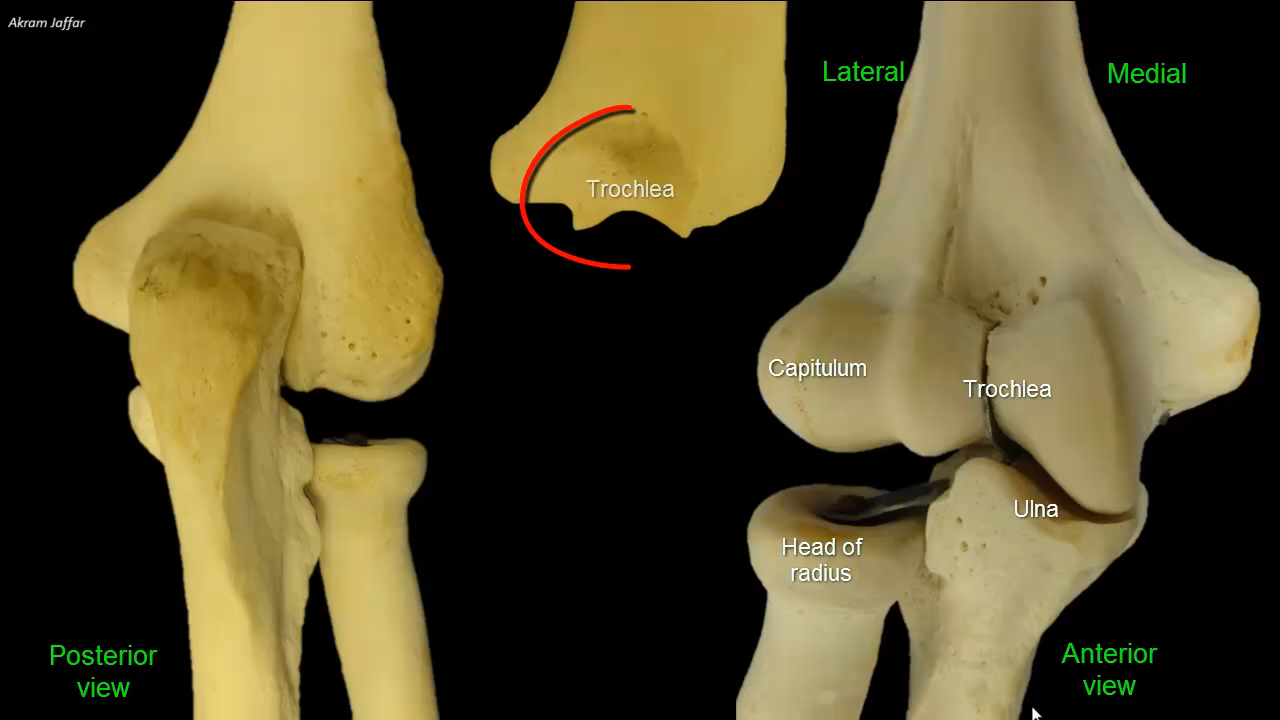 Akram Jaffar
Lateral
Medial
Trochlea
Capitulum
Trochlea
Ulna
Head of
radius
Posterior
view
Anterior
view